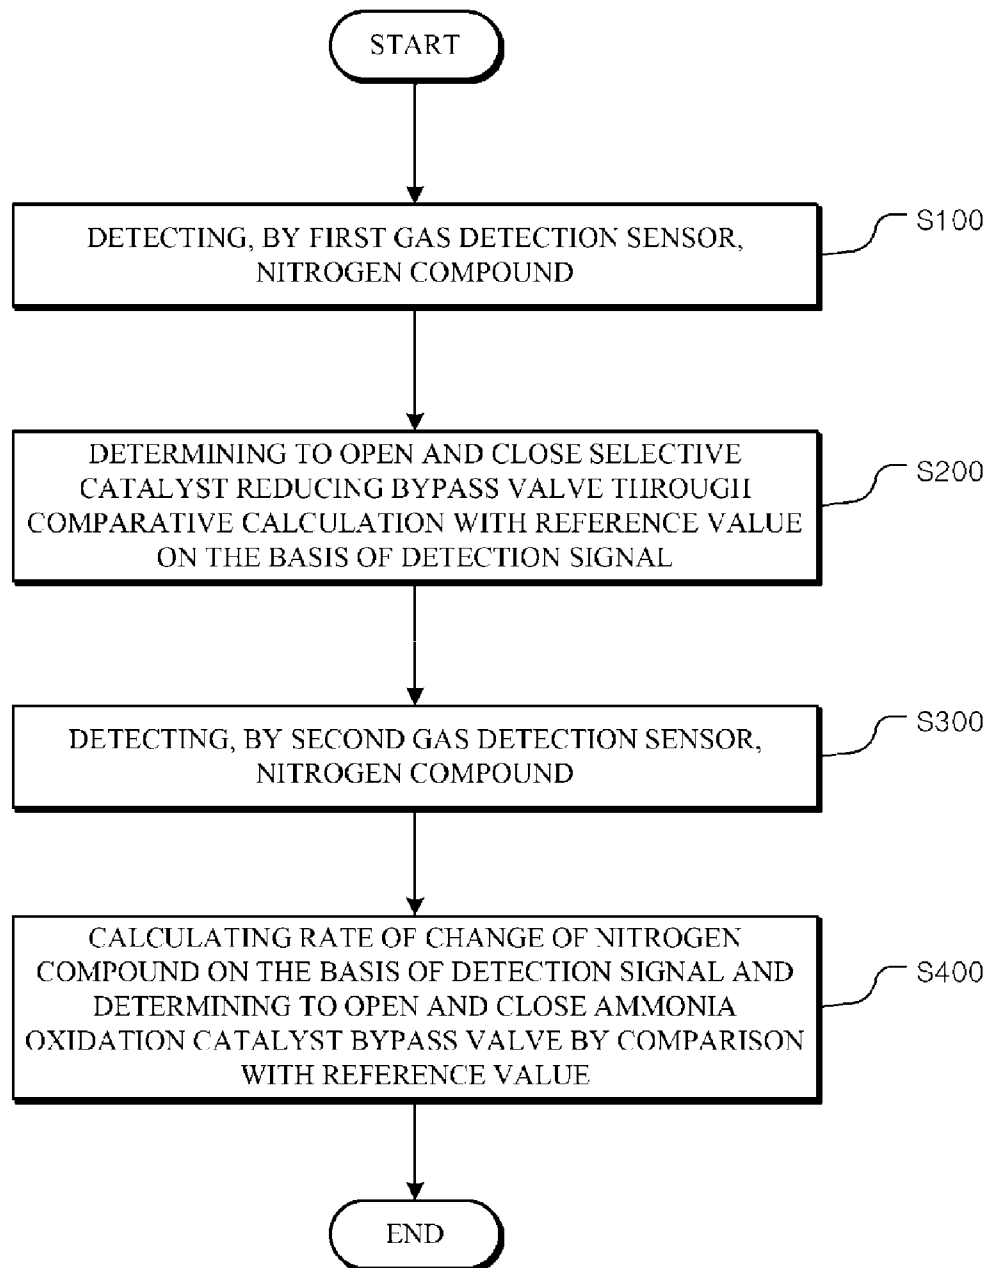 START
DETECTING, BY FIRST GAS DETECTION SENSOR,
NITROGEN COMPOUND
S100
DETERMINING TO OPEN AND CLOSE SELECTIVE
CATALYST REDUCING BYPASS VALVE THROUGH
COMPARATIVE CALCULATION WITH REFERENCE VALUE
ON THE BASIS OF DETECTION SIGNAL
S200
DETECTING, BY SECOND GAS DETECTION SENSOR,
NITROGEN COMPOUND
S300
CALCULATING RATE OF CHANGE OF NITROGEN
COMPOUND ON THE BASIS OF DETECTION SIGNAL AND
DETERMINING TO OPEN AND CLOSE AMMONIA
OXIDATION CATALYST BYPASS VALVE BY COMPARISON
WITH REFERENCE VALUE
S400
END